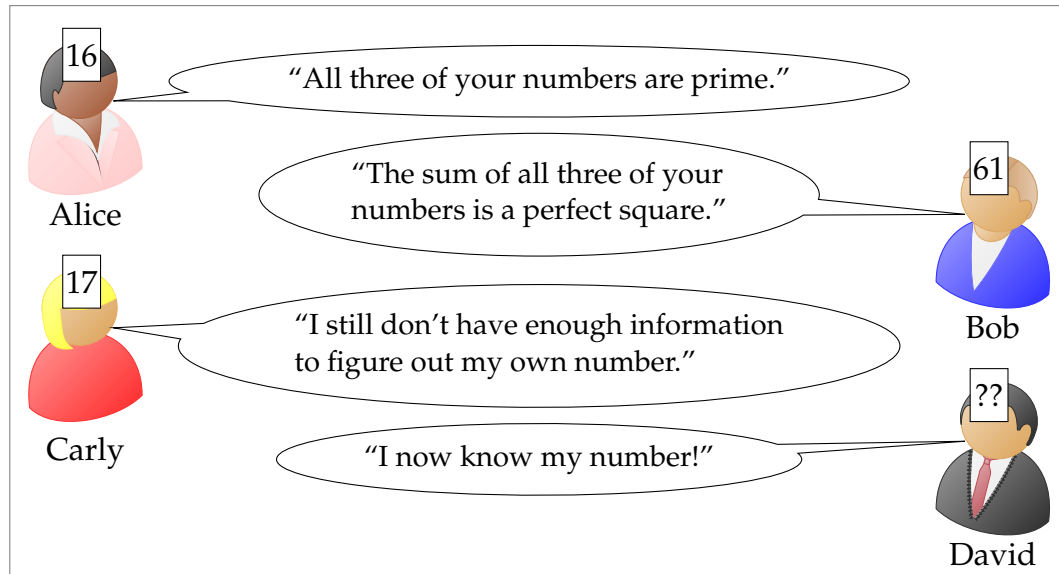 16
“All three of your numbers are prime.”
Alice
“The sum of all three of your
numbers is a perfect square.”
61
Bob
17
“I still don’t have enough information
to figure out my own number.”
Carly
??
“I now know my number!”
David